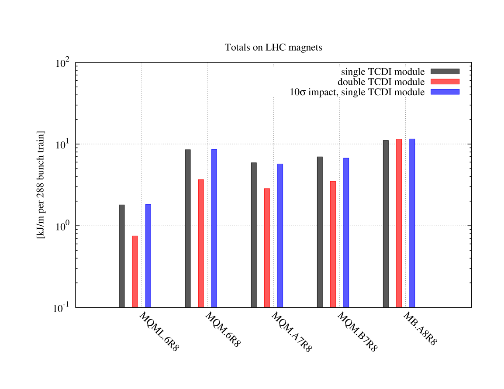 Totals on LHC magnets
single TCDI module
double TCDI module
10σ impact, single TCDI module
[kJ/m per 288 bunch train]
10²
10¹
10⁰
10⁻¹
MQML.6R8
MQM.6R8
MQM.A7R8
MQM.B7R8
MB.A8R8